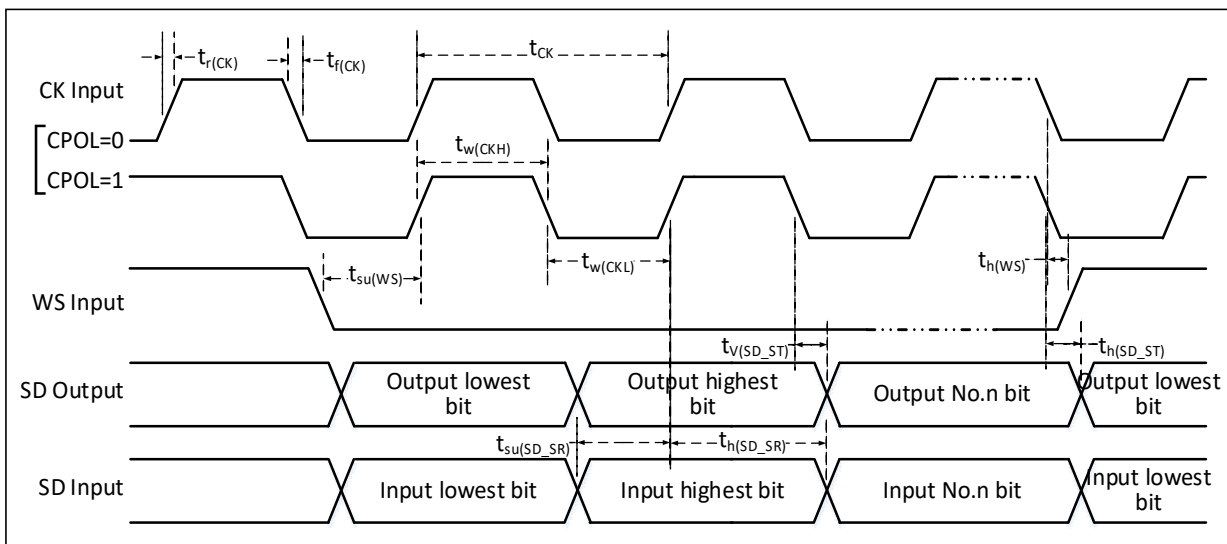 t_r(CK)
t_f(CK)
t_CK
CK Input
CPOL=0
t_w(CKH)
CPOL=1
t_su(WS)
t_w(CKL)
t_h(WS)
WS Input
t_V(SD_ST)
t_h(SD_ST)
SD Output
Output lowest
bit
Output highest
bit
Output No.n bit
Output lowest
bit
t_su(SD_SR)
t_h(SD_SR)
SD Input
Input lowest bit
Input highest bit
Input No.n bit
Input lowest
bit